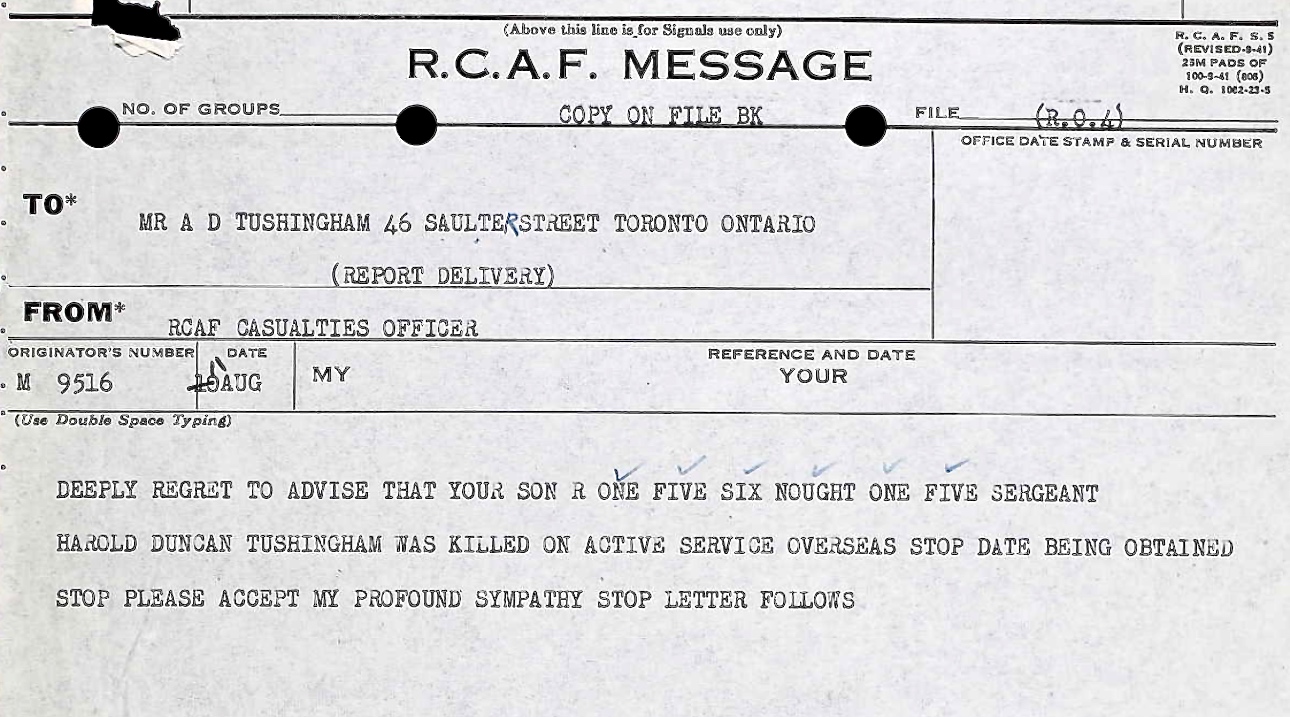 (Above this line is for Signals use only)
R. C. A. F. S. 5
(REVISED-9-41)
25M PADS OF
100-9-41 (806)
H. Q. 1062-23-5
R.C.A.F. MESSAGE
NO. OF GROUPS
COPY ON FILE BK
FILE (R.O.4)
OFFICE DATE STAMP & SERIAL NUMBER
TO*
MR A D TUSHINGHAM 46 SAULTER STREET TORONTO ONTARIO
(REPORT DELIVERY)
FROM*
RCAF CASUALTIES OFFICER
ORIGINATOR'S NUMBER DATE REFERENCE AND DATE
M 9516 AUG MY YOUR
(Use Double Space Typing)
DEEPLY REGRET TO ADVISE THAT YOUR SON R ONE FIVE SIX NOUGHT ONE FIVE SERGEANT
HAROLD DUNCAN TUSHINGHAM WAS KILLED ON ACTIVE SERVICE OVERSEAS STOP DATE BEING OBTAINED
STOP PLEASE ACCEPT MY PROFOUND SYMPATHY STOP LETTER FOLLOWS